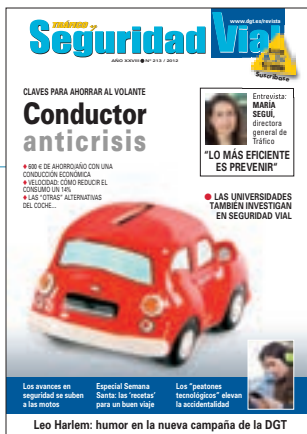 www.dgt.es/revista
TRÁFICO Y
Seguridad Vial
AÑO XXVIII ● Nº 213 / 2012
Suscríbase
CLAVES PARA AHORRAR AL VOLANTE
Conductor
anticrisis
♦ 600 € DE AHORRO/AÑO CON UNA
CONDUCCIÓN ECONÓMICA
♦ VELOCIDAD: CÓMO REDUCIR EL
CONSUMO UN 14%
♦ LAS "OTRAS" ALTERNATIVAS
DEL COCHE...
Entrevista:
MARÍA
SEGUÍ,
directora
general de
Tráfico
"LO MÁS EFICIENTE
ES PREVENIR"
● LAS UNIVERSIDADES
TAMBIÉN INVESTIGAN
EN SEGURIDAD VIAL
Los avances en
seguridad se suben
a las motos
Especial Semana
Santa: las 'recetas'
para un buen viaje
Los "peatones
tecnológicos" elevan
la accidentalidad
Leo Harlem: humor en la nueva campaña de la DGT